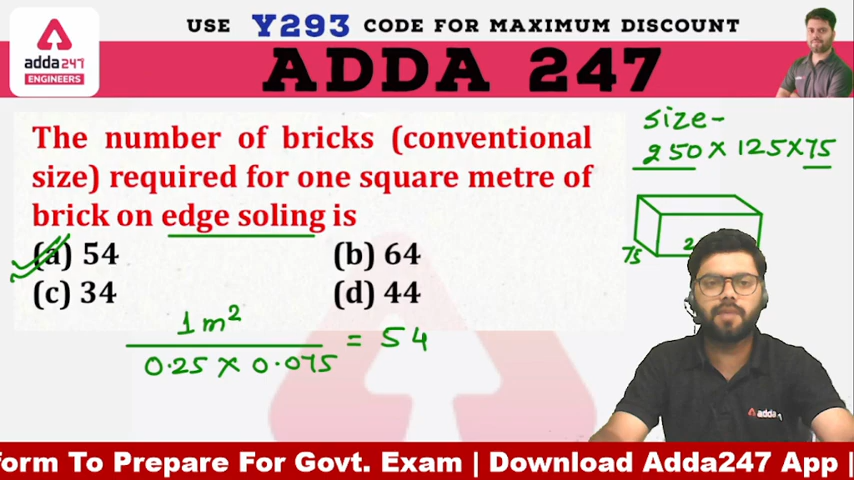 USE Y293 CODE FOR MAXIMUM DISCOUNT
adda247
ENGINEERS
ADDA 247
The number of bricks (conventional
size) required for one square metre of
brick on edge soling is
(a) 54
(b) 64
(c) 34
(d) 44
size-
250 × 125 × 75
75
2
1 m²
0.25 × 0.075
= 54
adda
form To Prepare For Govt. Exam | Download Adda247 App |